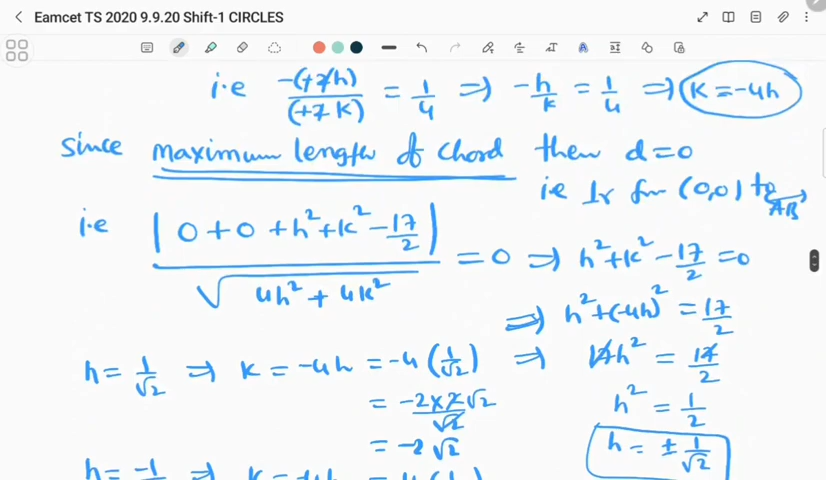 Eamcet TS 2020 9.9.20 Shift-1 CIRCLES
i.e -(+2h)/(+2k) = 1/4 ⇒ -h/k = 1/4 ⇒ k = -4h
since maximum length of chord then d=0
i.e ⊥r fm (0,0) to AB
i.e |0+0+h²+k²-17/2| / √(4h²+4k²) = 0 ⇒ h²+k²-17/2 = 0
⇒ h²+(-4h)² = 17/2
h = 1/√2 ⇒ k = -4h = -4(1/√2) ⇒ 17h² = 17/2
= -2×2√2/√2 h² = 1/2
= -2√2 h = ± 1/√2
h = -1